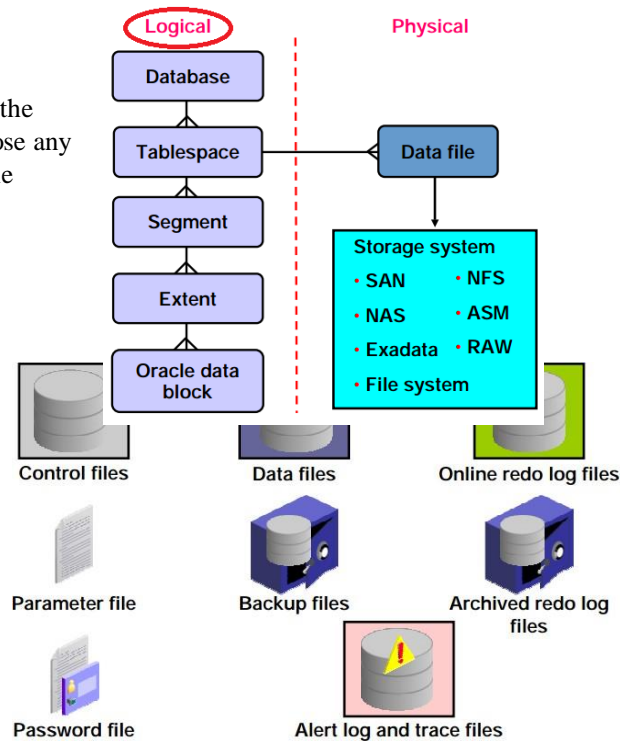 Logical
Physical
Database
the
ose any
Tablespace
Data file
e
Segment
Storage system
• SAN
• NFS
Extent
• NAS
• ASM
• Exadata
• RAW
Oracle data
block
• File system
Control files
Data files
Online redo log files
Parameter file
Backup files
Archived redo log
files
Password file
Alert log and trace files